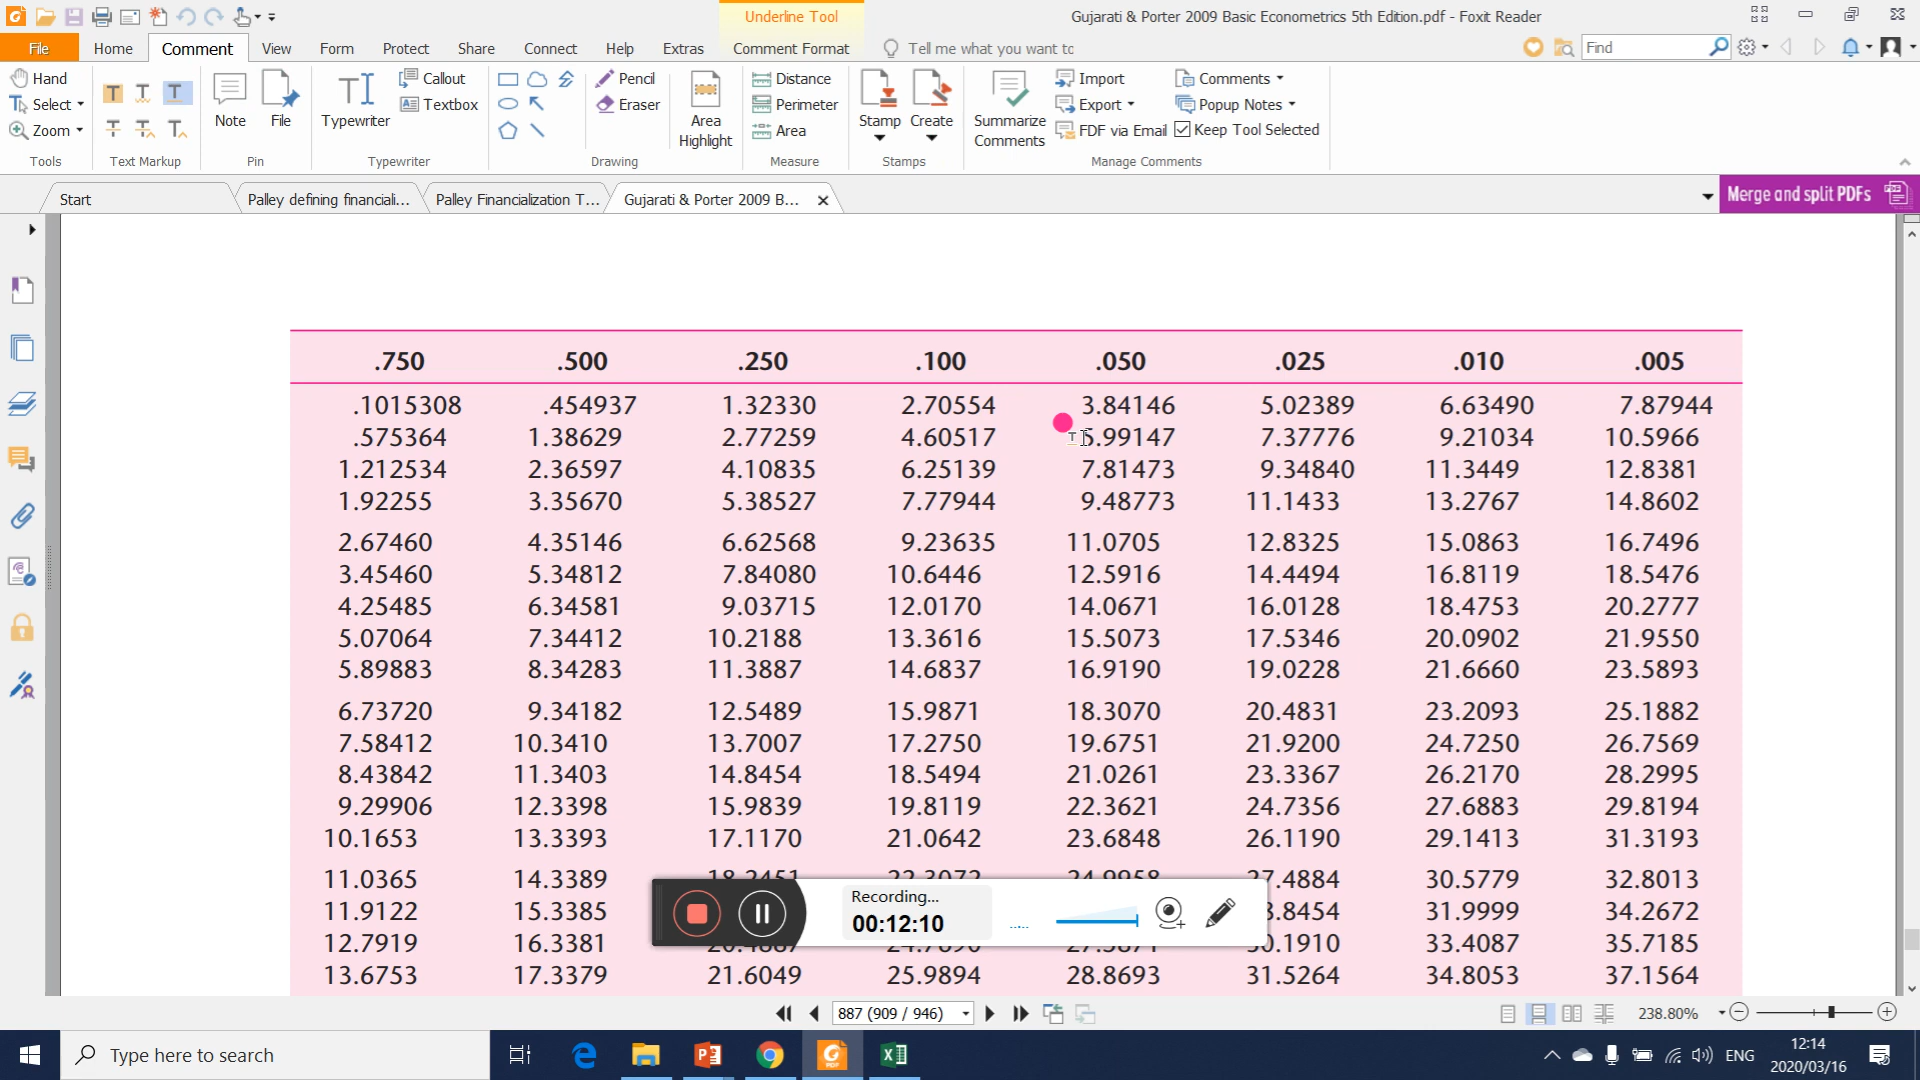 Underline Tool
Gujarati & Porter 2009 Basic Econometrics 5th Edition.pdf - Foxit Reader
File Home Comment View Form Protect Share Connect Help Extras Comment Format Tell me what you want to Find
Hand
Select
Zoom
Tools
Text Markup
Note
File
Pin
Typewriter
Callout
Textbox
Typewriter
Pencil
Eraser
Drawing
Area
Highlight
Distance
Perimeter
Area
Measure
Stamp
Create
Stamps
Summarize
Comments
Import
Export
FDF via Email
Comments
Popup Notes
Keep Tool Selected
Manage Comments
Start
Palley defining financiali...
Palley Financialization T...
Gujarati & Porter 2009 B...
Merge and split PDFs
.750 .500 .250 .100 .050 .025 .010 .005
.1015308 .454937 1.32330 2.70554 3.84146 5.02389 6.63490 7.87944
.575364 1.38629 2.77259 4.60517 5.99147 7.37776 9.21034 10.5966
1.212534 2.36597 4.10835 6.25139 7.81473 9.34840 11.3449 12.8381
1.92255 3.35670 5.38527 7.77944 9.48773 11.1433 13.2767 14.8602
2.67460 4.35146 6.62568 9.23635 11.0705 12.8325 15.0863 16.7496
3.45460 5.34812 7.84080 10.6446 12.5916 14.4494 16.8119 18.5476
4.25485 6.34581 9.03715 12.0170 14.0671 16.0128 18.4753 20.2777
5.07064 7.34412 10.2188 13.3616 15.5073 17.5346 20.0902 21.9550
5.89883 8.34283 11.3887 14.6837 16.9190 19.0228 21.6660 23.5893
6.73720 9.34182 12.5489 15.9871 18.3070 20.4831 23.2093 25.1882
7.58412 10.3410 13.7007 17.2750 19.6751 21.9200 24.7250 26.7569
8.43842 11.3403 14.8454 18.5494 21.0261 23.3367 26.2170 28.2995
9.29906 12.3398 15.9839 19.8119 22.3621 24.7356 27.6883 29.8194
10.1653 13.3393 17.1170 21.0642 23.6848 26.1190 29.1413 31.3193
11.0365 14.3389 30.5779 32.8013
11.9122 15.3385 31.9999 34.2672
12.7919 16.3381 33.4087 35.7185
13.6753 17.3379 21.6049 25.9894 28.8693 31.5264 34.8053 37.1564
Recording...
00:12:10
887 (909 / 946)
238.80%
Type here to search
ENG
12:14
2020/03/16